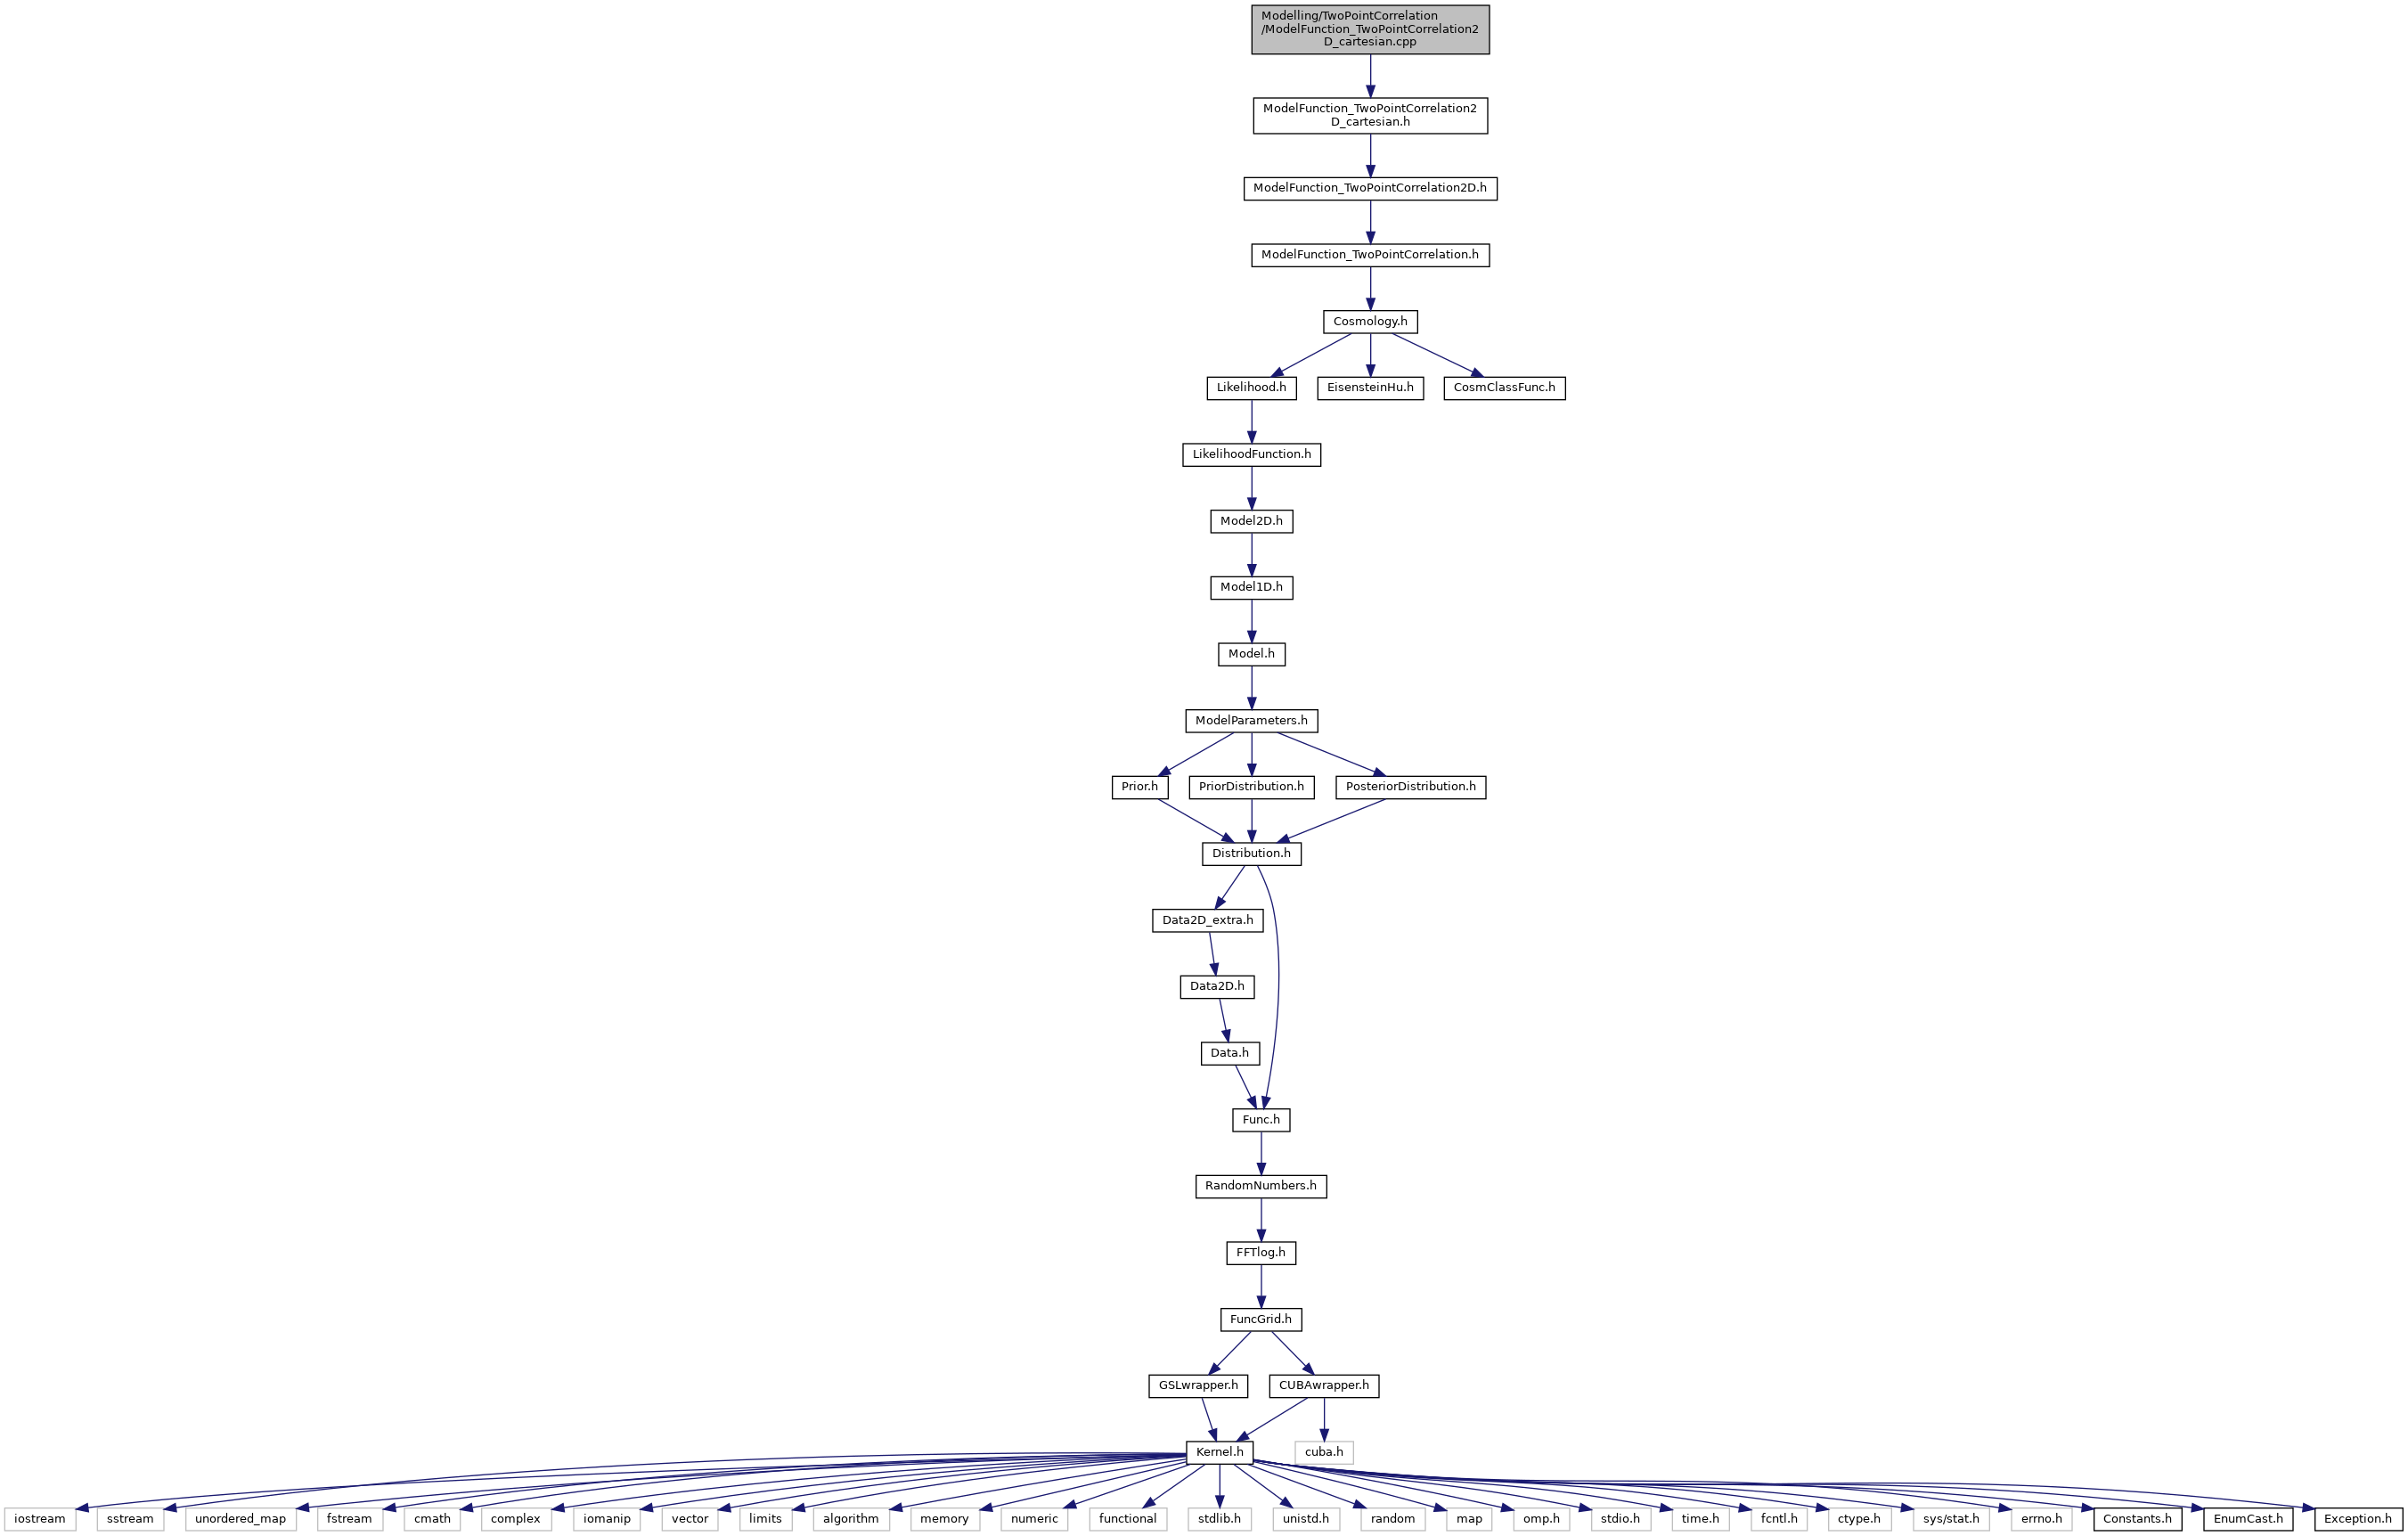 Modelling/TwoPointCorrelation
/ModelFunction_TwoPointCorrelation2
D_cartesian.cpp
ModelFunction_TwoPointCorrelation2
D_cartesian.h
ModelFunction_TwoPointCorrelation2D.h
ModelFunction_TwoPointCorrelation.h
Cosmology.h
Likelihood.h
EisensteinHu.h
CosmClassFunc.h
LikelihoodFunction.h
Model2D.h
Model1D.h
Model.h
ModelParameters.h
Prior.h
PriorDistribution.h
PosteriorDistribution.h
Distribution.h
Data2D_extra.h
Data2D.h
Data.h
Func.h
RandomNumbers.h
FFTlog.h
FuncGrid.h
GSLwrapper.h
CUBAwrapper.h
Kernel.h
cuba.h
iostream
sstream
unordered_map
fstream
cmath
complex
iomanip
vector
limits
algorithm
memory
numeric
functional
stdlib.h
unistd.h
random
map
omp.h
stdio.h
time.h
fcntl.h
ctype.h
sys/stat.h
errno.h
Constants.h
EnumCast.h
Exception.h